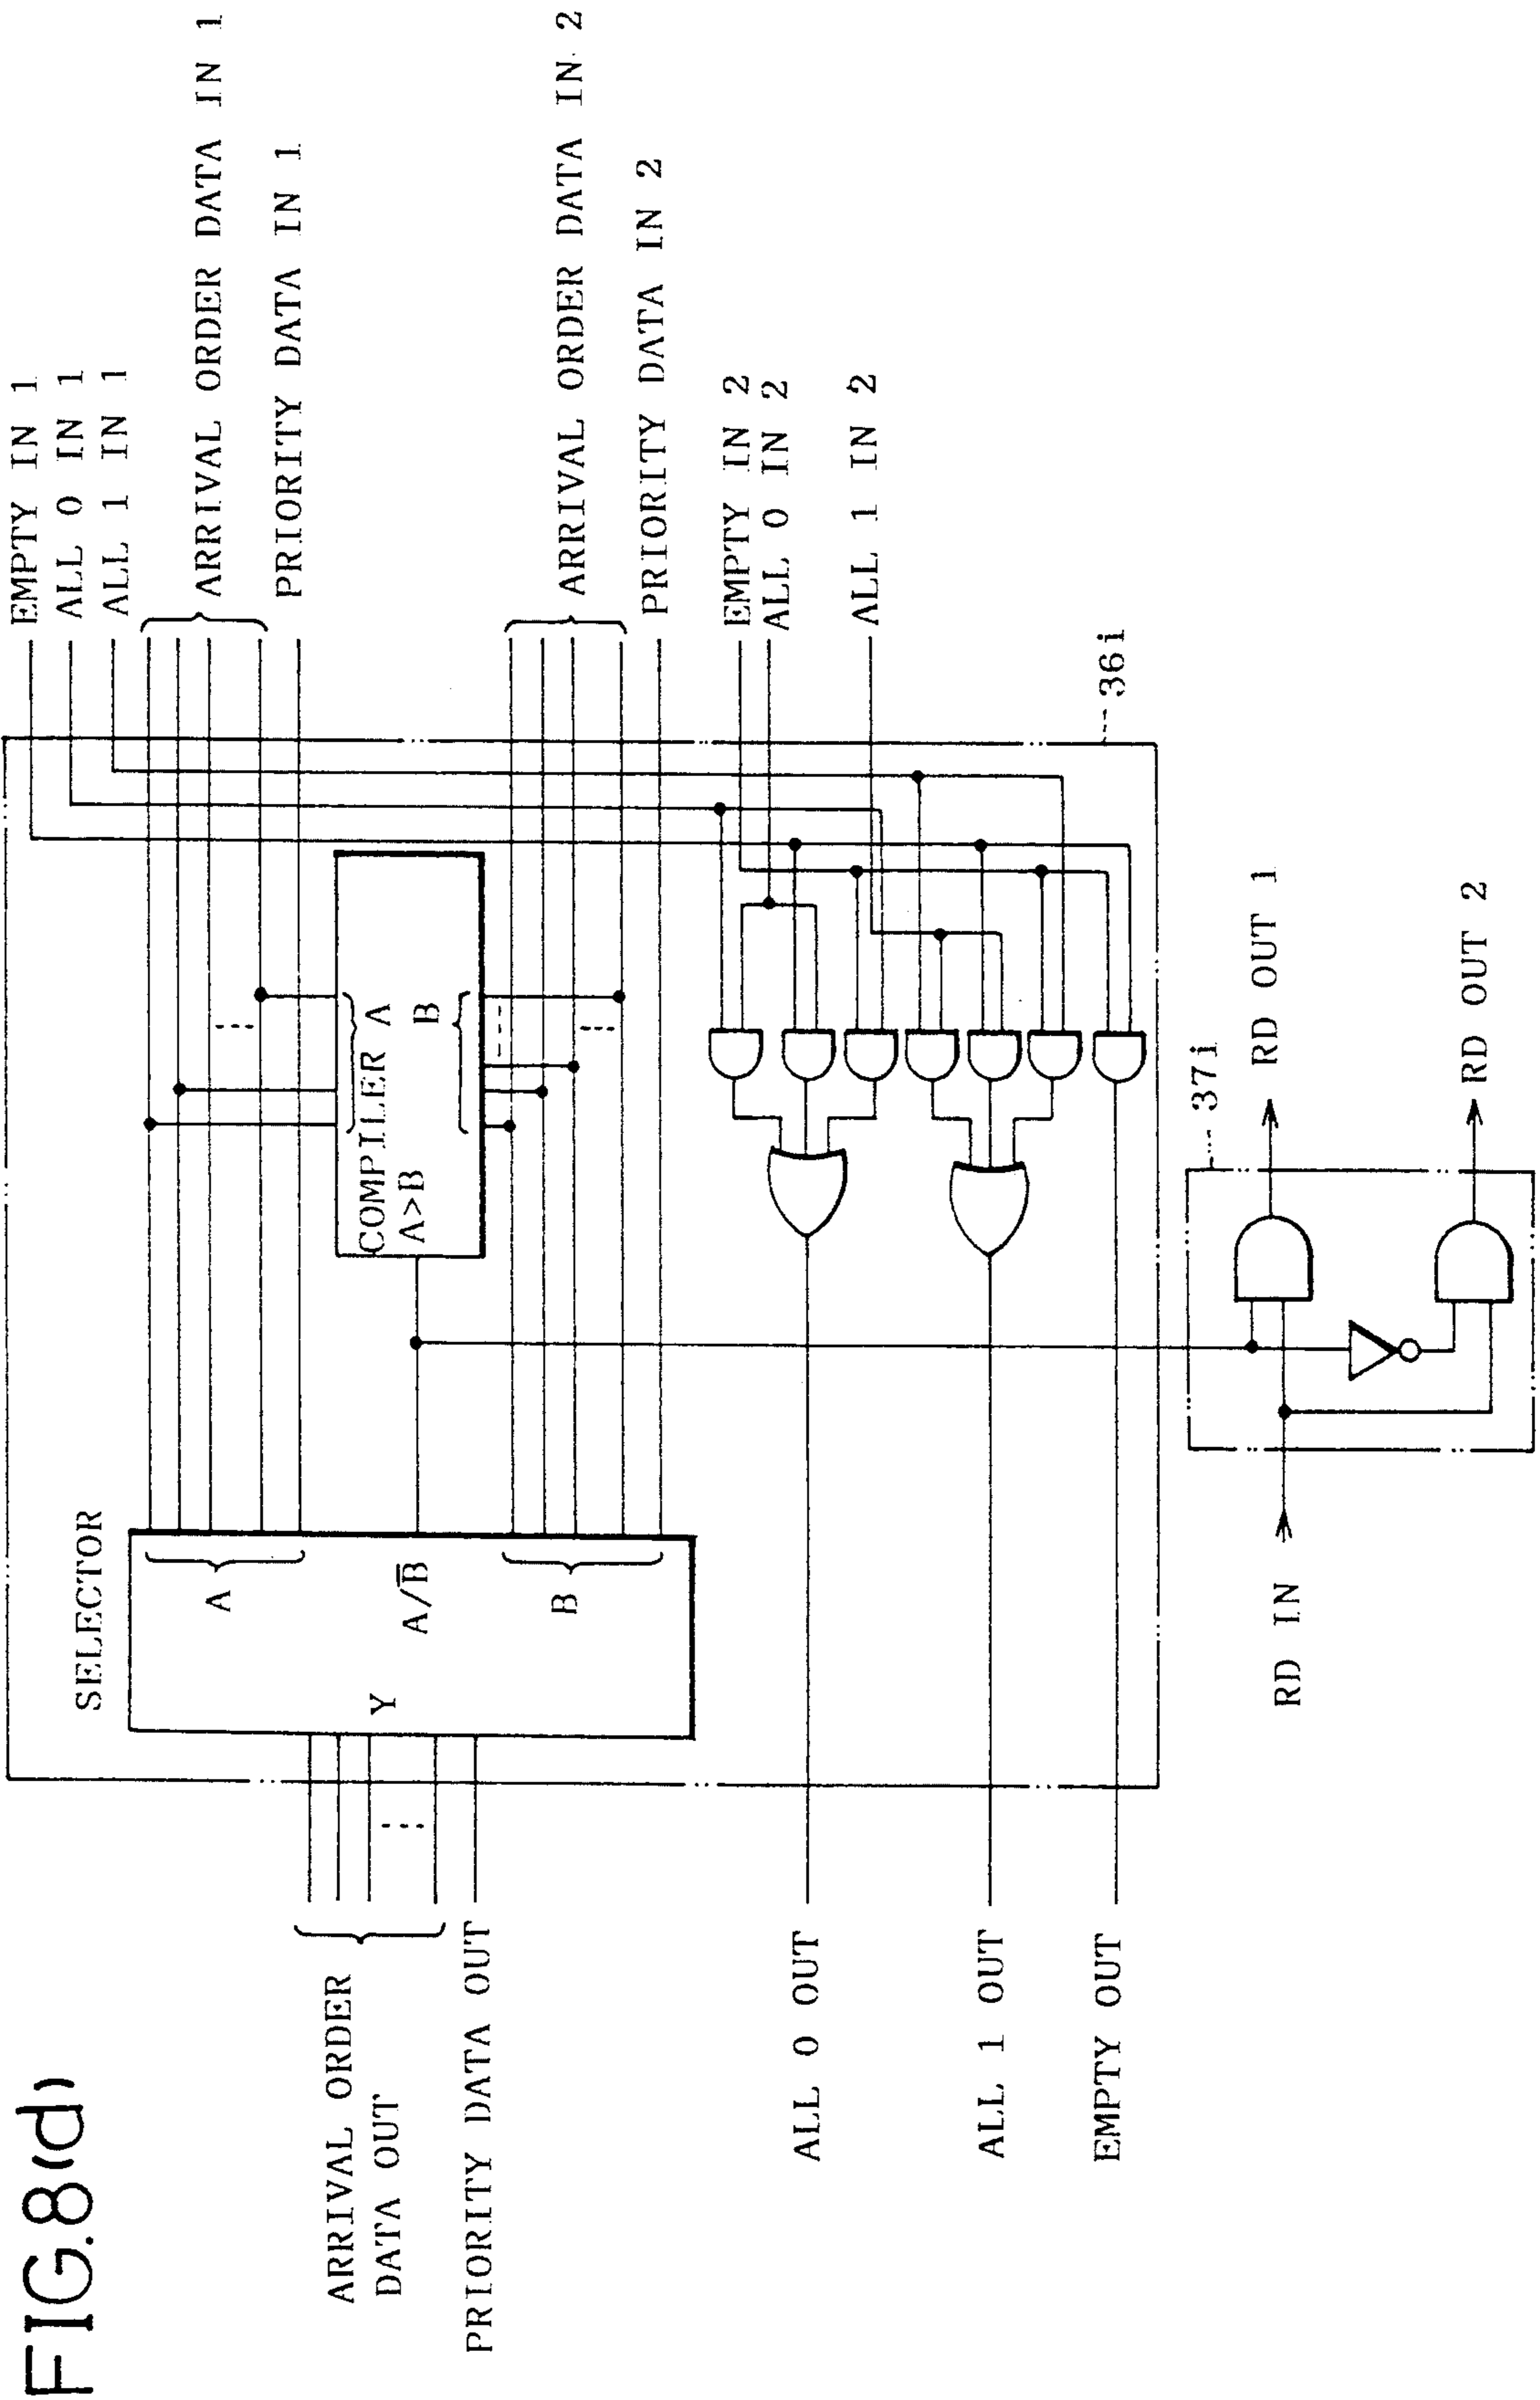 FIG.8(d)
EMPTY IN 1
ALL 0 IN 1
ALL 1 IN 1
ARRIVAL ORDER DATA IN 1
PRIORITY DATA IN 1
ARRIVAL ORDER DATA IN 2
PRIORITY DATA IN 2
EMPTY IN 2
ALL 0 IN 2
ALL 1 IN 2
36i
SELECTOR
A
A/B̅
B
Y
COMPILER A
A>B
B
ARRIVAL ORDER
DATA OUT
PRIORITY DATA OUT
ALL 0 OUT
ALL 1 OUT
EMPTY OUT
37i
RD IN
RD OUT 1
RD OUT 2